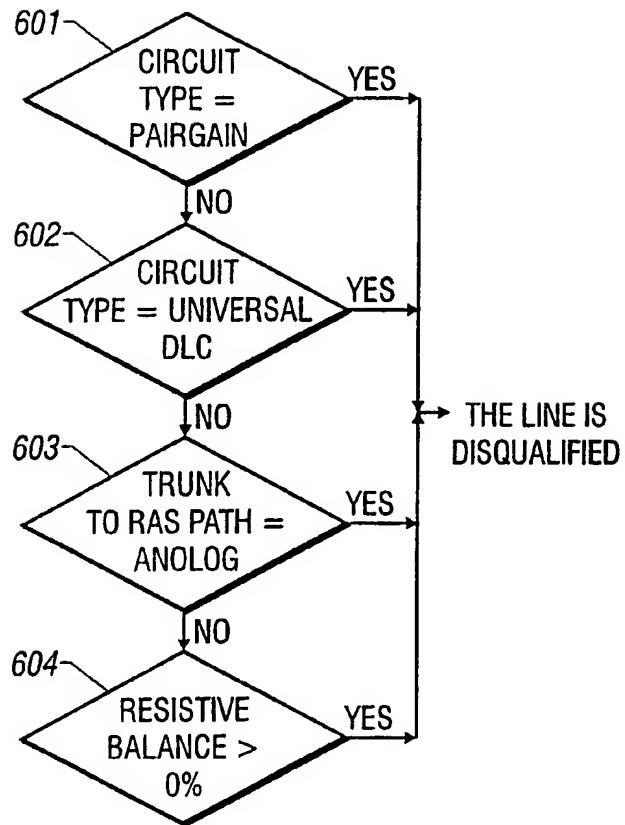 601
CIRCUIT
TYPE =
PAIRGAIN
YES
NO
602
CIRCUIT
TYPE = UNIVERSAL
DLC
YES
NO
THE LINE IS
DISQUALIFIED
603
TRUNK
TO RAS PATH =
ANOLOG
YES
NO
604
RESISTIVE
BALANCE >
0%
YES